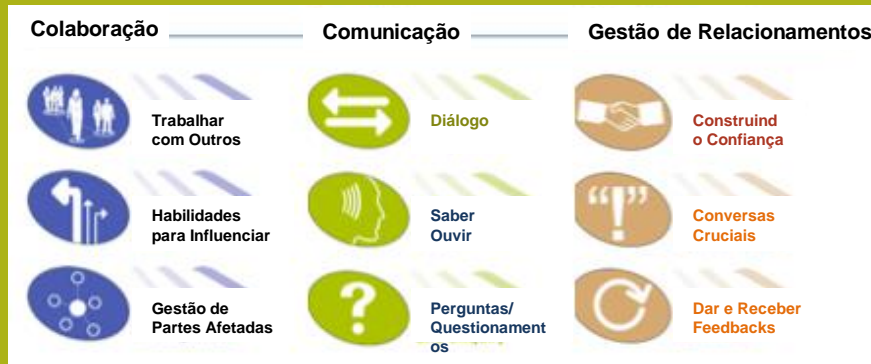 Colaboração
Comunicação
Gestão de Relacionamentos
Trabalhar
com Outros
Diálogo
Construind
o Confiança
Habilidades
para Influenciar
Saber
Ouvir
“!”
Conversas
Cruciais
Gestão de
Partes Afetadas
?
Perguntas/
Questionament
os
Dar e Receber
Feedbacks